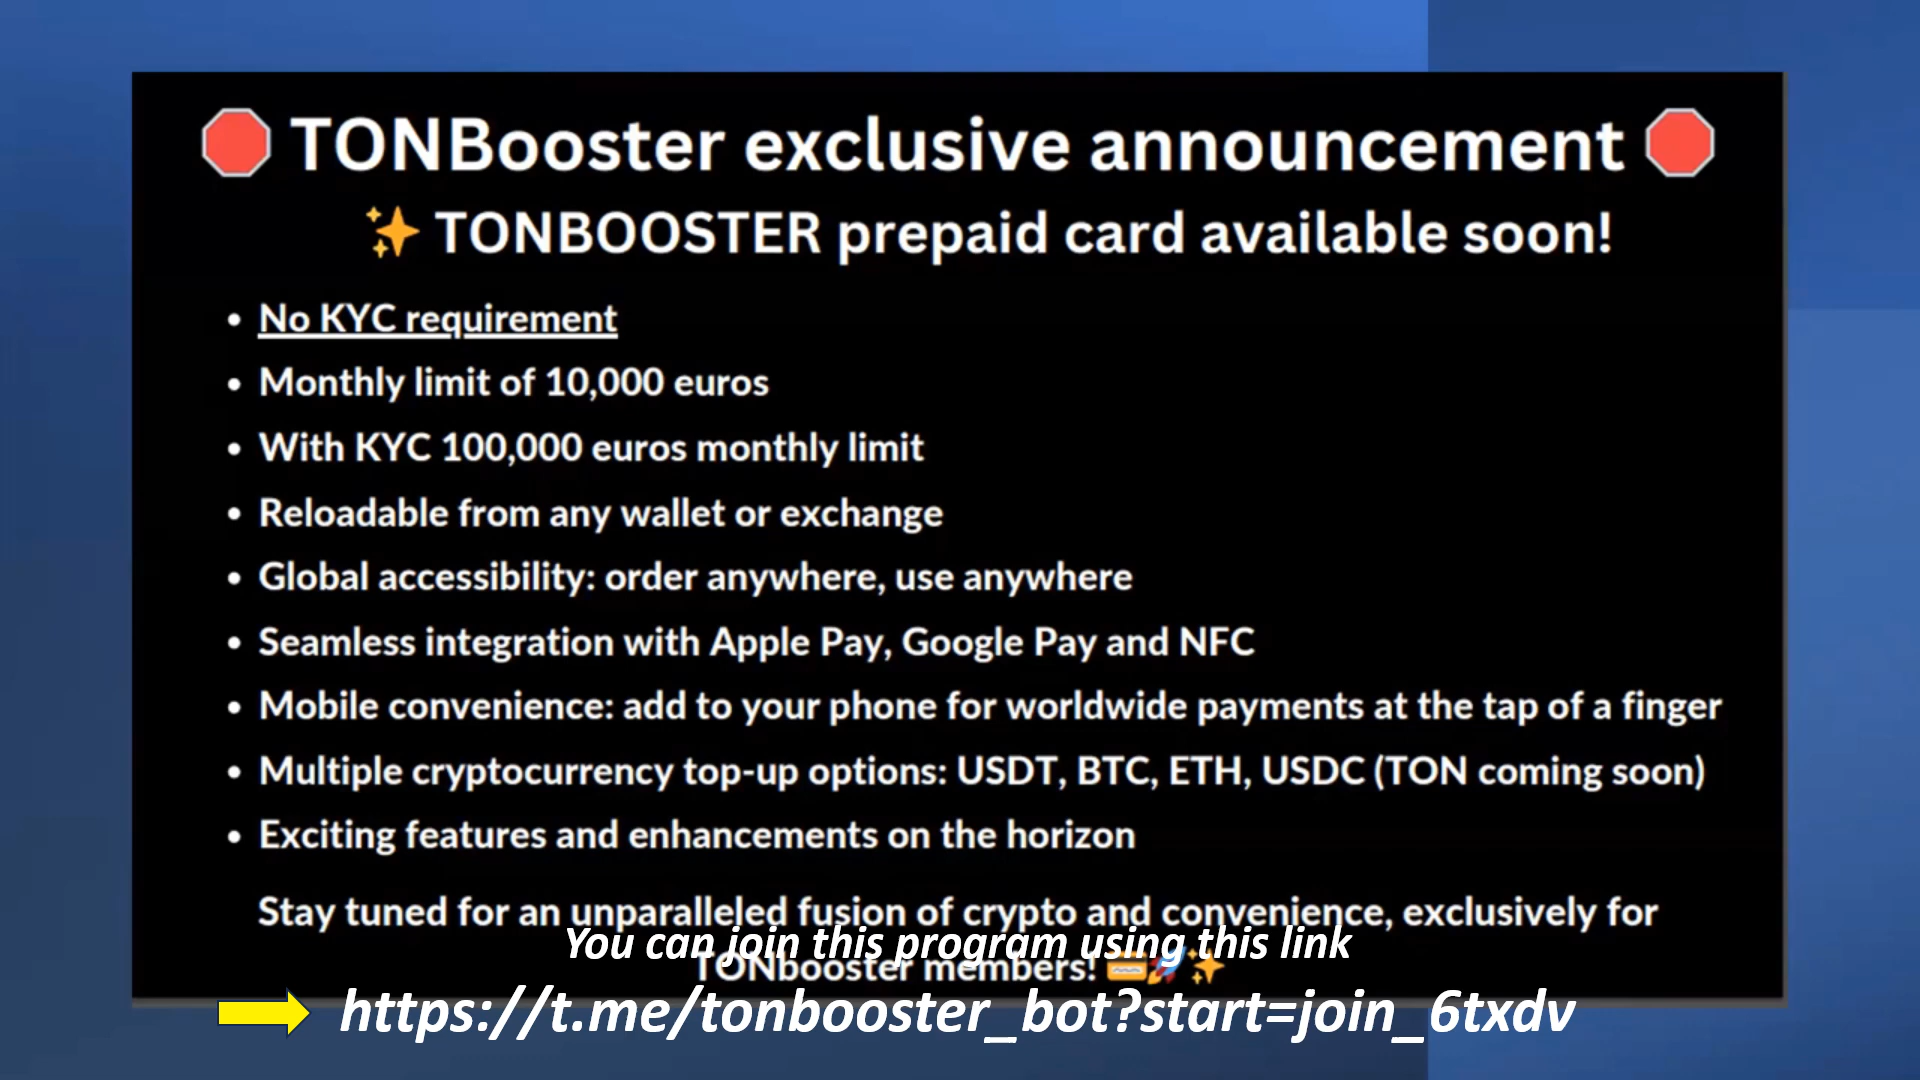 TONBooster exclusive announcement
TONBOOSTER prepaid card available soon!
• No KYC requirement
• Monthly limit of 10,000 euros
• With KYC 100,000 euros monthly limit
• Reloadable from any wallet or exchange
• Global accessibility: order anywhere, use anywhere
• Seamless integration with Apple Pay, Google Pay and NFC
• Mobile convenience: add to your phone for worldwide payments at the tap of a finger
• Multiple cryptocurrency top-up options: USDT, BTC, ETH, USDC (TON coming soon)
• Exciting features and enhancements on the horizon
Stay tuned for an unparalleled fusion of crypto and convenience, exclusively for
You can join this program using this link
TONbooster members!
https://t.me/tonbooster_bot?start=join_6txdv